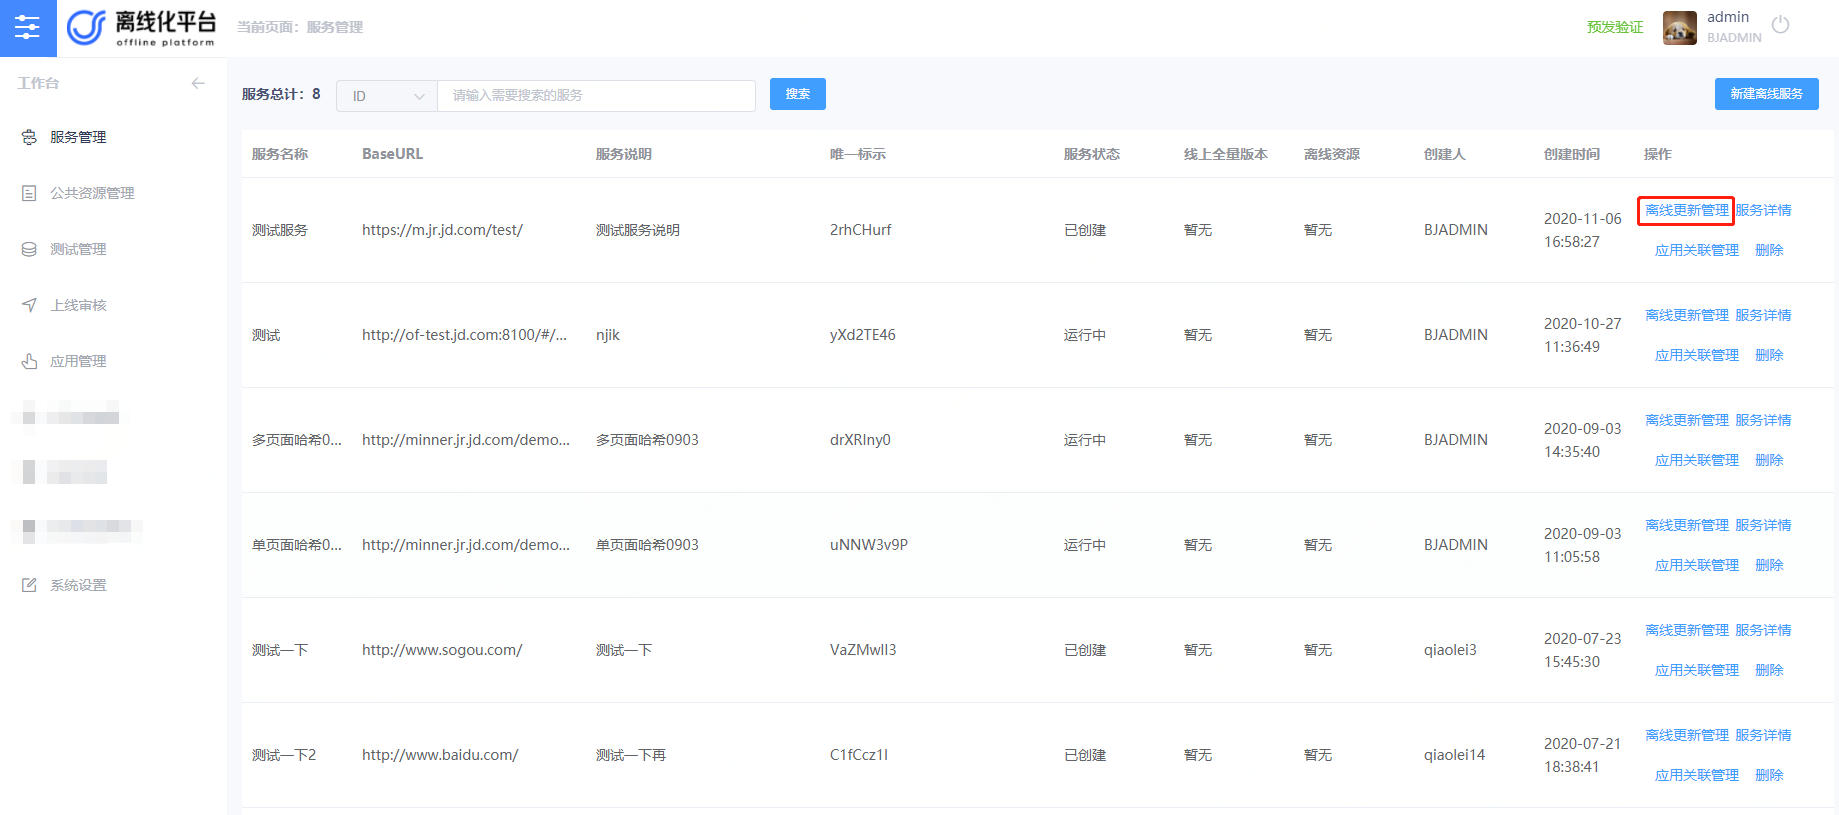 离线化平台
offline platform
当前页面：服务管理
预发验证
admin
BJADMIN
工作台
服务管理
公共资源管理
测试管理
上线审核
应用管理
系统设置
服务总计：8
ID
请输入需要搜索的服务
搜索
新建离线服务
服务名称 BaseURL 服务说明 唯一标示 服务状态 线上全量版本 离线资源 创建人 创建时间 操作
测试服务 https://m.jr.jd.com/test/ 测试服务说明 2rhCHurf 已创建 暂无 暂无 BJADMIN 2020-11-06 16:58:27 离线更新管理 服务详情
应用关联管理 删除
测试 http://of-test.jd.com:8100/#/... njik yXd2TE46 运行中 暂无 暂无 BJADMIN 2020-10-27 11:36:49 离线更新管理 服务详情
应用关联管理 删除
多页面哈希0... http://minner.jr.jd.com/demo... 多页面哈希0903 drXRlny0 运行中 暂无 暂无 BJADMIN 2020-09-03 14:35:40 离线更新管理 服务详情
应用关联管理 删除
单页面哈希0... http://minner.jr.jd.com/demo... 单页面哈希0903 uNNW3v9P 运行中 暂无 暂无 BJADMIN 2020-09-03 11:05:58 离线更新管理 服务详情
应用关联管理 删除
测试一下 http://www.sogou.com/ 测试一下 VaZMwlI3 已创建 暂无 暂无 qiaolei3 2020-07-23 15:45:30 离线更新管理 服务详情
应用关联管理 删除
测试一下2 http://www.baidu.com/ 测试一下再 C1fCcz1I 已创建 暂无 暂无 qiaolei14 2020-07-21 18:38:41 离线更新管理 服务详情
应用关联管理 删除